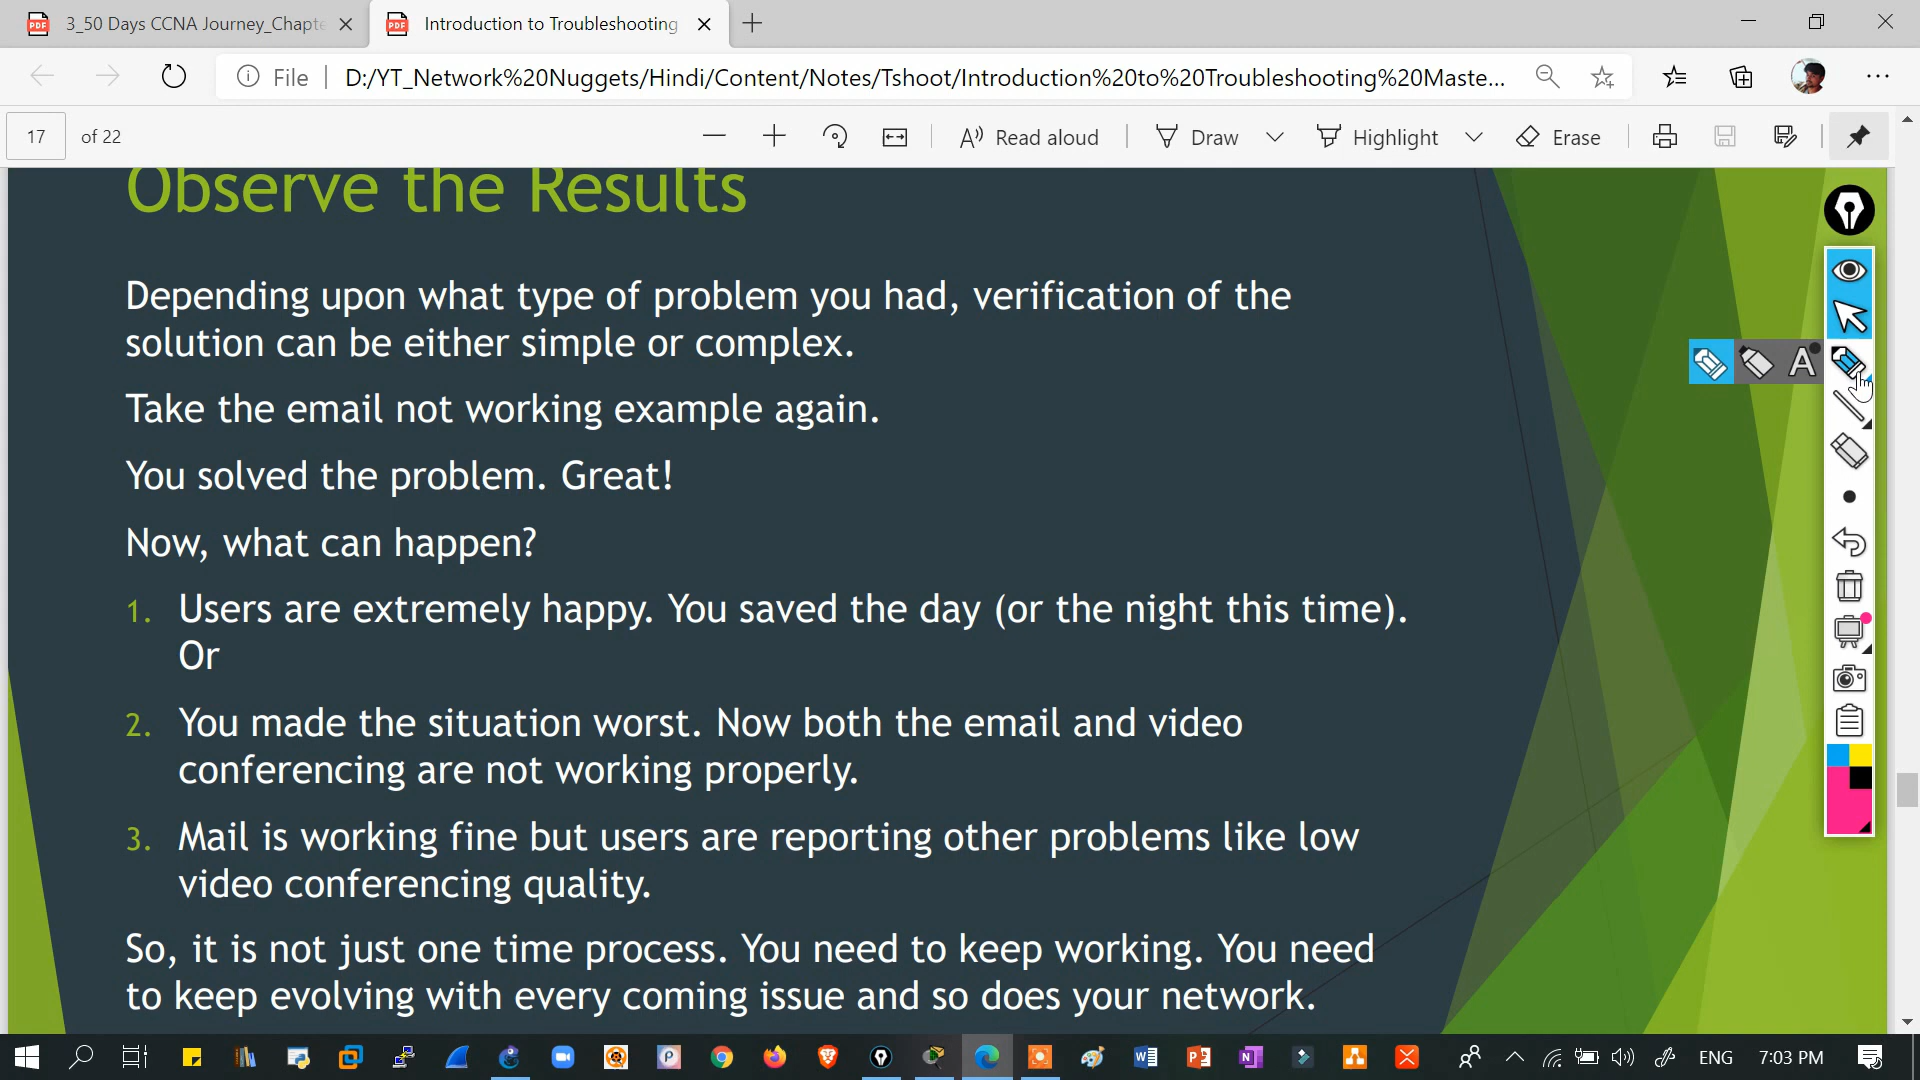 3_50 Days CCNA Journey_Chapte
Introduction to Troubleshooting
File
D:/YT_Network%20Nuggets/Hindi/Content/Notes/Tshoot/Introduction%20to%20Troubleshooting%20Maste...
17 of 22
Read aloud
Draw
Highlight
Erase
Observe the Results
Depending upon what type of problem you had, verification of the
solution can be either simple or complex.
Take the email not working example again.
You solved the problem. Great!
Now, what can happen?
1. Users are extremely happy. You saved the day (or the night this time).
Or
2. You made the situation worst. Now both the email and video
conferencing are not working properly.
3. Mail is working fine but users are reporting other problems like low
video conferencing quality.
So, it is not just one time process. You need to keep working. You need
to keep evolving with every coming issue and so does your network.
ENG
7:03 PM